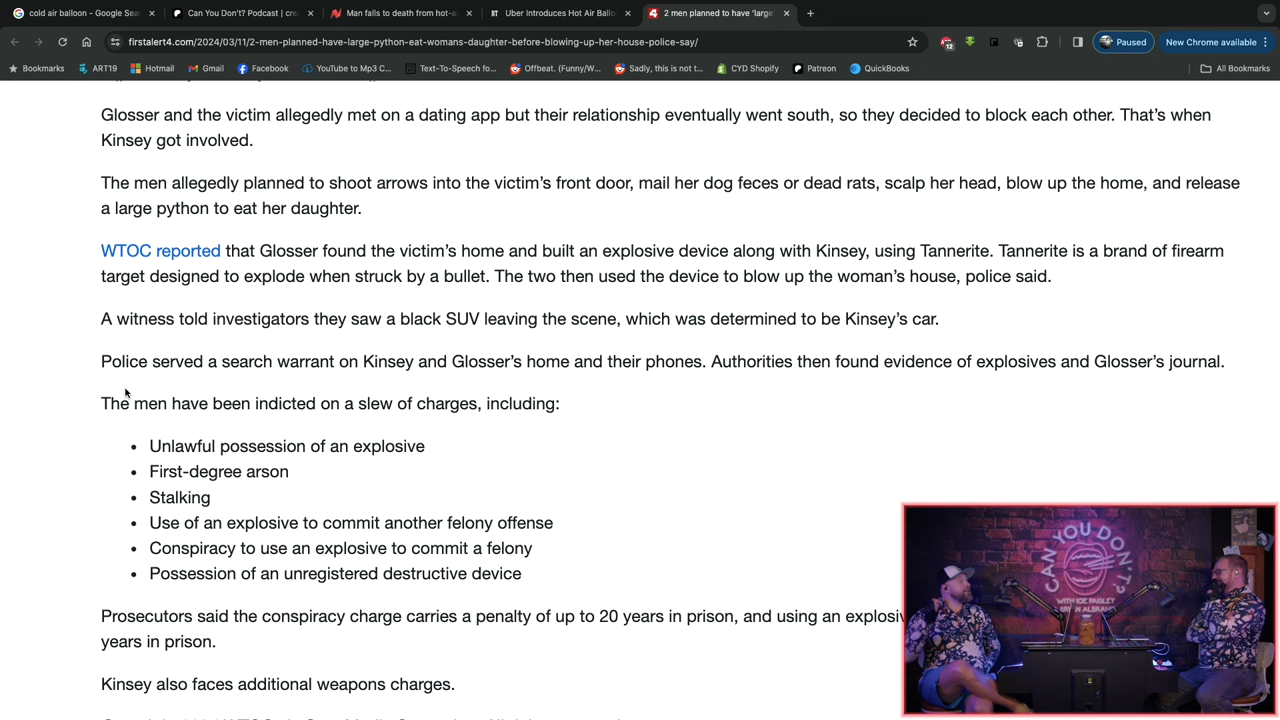 cold air balloon - Google Sea
Can You Don't? Podcast | cre
Man falls to death from hot-a
Uber Introduces Hot Air Ballo
2 men planned to have 'large'
firstalert4.com/2024/03/11/2-men-planned-have-large-python-eat-womans-daughter-before-blowing-up-her-house-police-say/
12
Paused
New Chrome available
Bookmarks
ART19
Hotmail
Gmail
Facebook
YouTube to Mp3 C...
Text-To-Speech fo...
Offbeat. (Funny/W...
Sadly, this is not t...
CYD Shopify
Patreon
QuickBooks
All Bookmarks
Glosser and the victim allegedly met on a dating app but their relationship eventually went south, so they decided to block each other. That's when
Kinsey got involved.
The men allegedly planned to shoot arrows into the victim's front door, mail her dog feces or dead rats, scalp her head, blow up the home, and release
a large python to eat her daughter.
WTOC reported that Glosser found the victim's home and built an explosive device along with Kinsey, using Tannerite. Tannerite is a brand of firearm
target designed to explode when struck by a bullet. The two then used the device to blow up the woman's house, police said.
A witness told investigators they saw a black SUV leaving the scene, which was determined to be Kinsey's car.
Police served a search warrant on Kinsey and Glosser's home and their phones. Authorities then found evidence of explosives and Glosser's journal.
The men have been indicted on a slew of charges, including:
• Unlawful possession of an explosive
• First-degree arson
• Stalking
• Use of an explosive to commit another felony offense
• Conspiracy to use an explosive to commit a felony
• Possession of an unregistered destructive device
Prosecutors said the conspiracy charge carries a penalty of up to 20 years in prison, and using an explosiv
years in prison.
Kinsey also faces additional weapons charges.
CAN YOU DON'T?
WITH JOE PAISLEY
BRYAN ALBRA